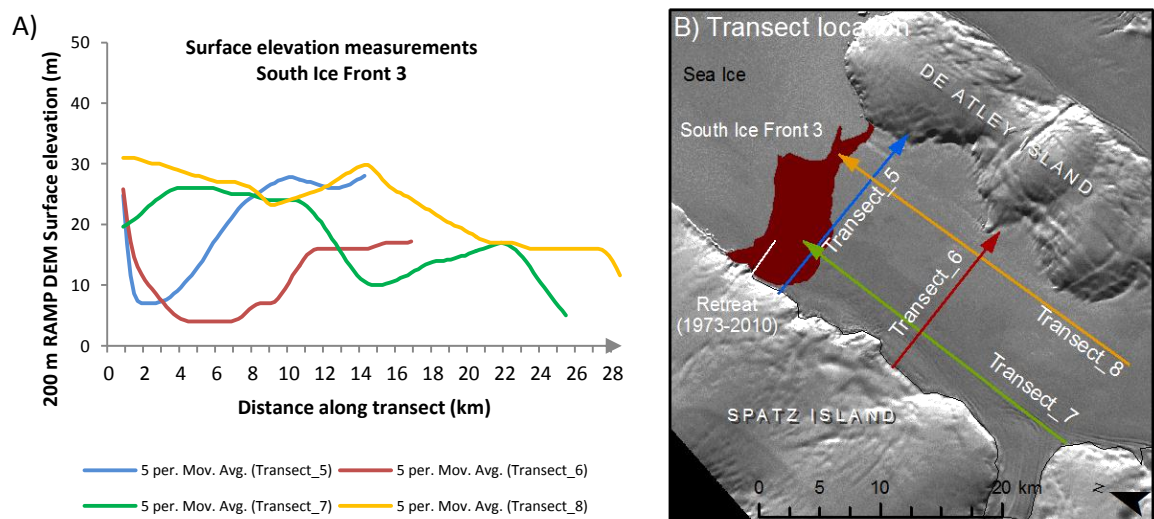 A)
Surface elevation measurements
South Ice Front 3
200 m RAMP DEM Surface elevation (m)
50
40
30
20
10
0
0 2 4 6 8 10 12 14 16 18 20 22 24 26 28
Distance along transect (km)
5 per. Mov. Avg. (Transect_5)
5 per. Mov. Avg. (Transect_6)
5 per. Mov. Avg. (Transect_7)
5 per. Mov. Avg. (Transect_8)
B) Transect location
Sea Ice
South Ice Front 3
DE ATLEY ISLAND
Transect_5
Transect_6
Retreat
(1973-2010)
Transect_8
Transect_7
SPATZ ISLAND
0 5 10 20 km
N